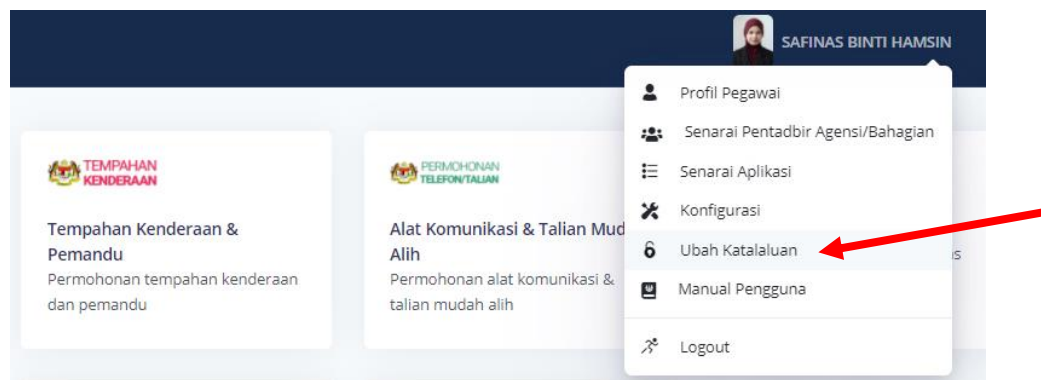 SAFINAS BINTI HAMSIN
Profil Pegawai
Senarai Pentadbir Agensi/Bahagian
Senarai Aplikasi
Konfigurasi
Ubah Katalaluan
Manual Pengguna
Logout
TEMPAHAN
KENDERAAN
Tempahan Kenderaan &
Pemandu
Permohonan tempahan kenderaan
dan pemandu
PERMOHONAN
TELEFON/TALIAN
Alat Komunikasi & Talian Mud
Alih
Permohonan alat komunikasi &
talian mudah alih